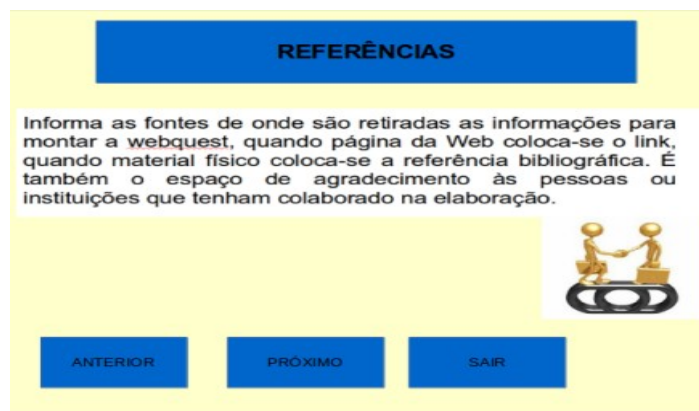 REFERÊNCIAS
Informa as fontes de onde são retiradas as informações para
montar a webquest, quando página da Web coloca-se o link,
quando material físico coloca-se a referência bibliográfica. É
também o espaço de agradecimento às pessoas ou
instituições que tenham colaborado na elaboração.
ANTERIOR
PRÓXIMO
SAIR